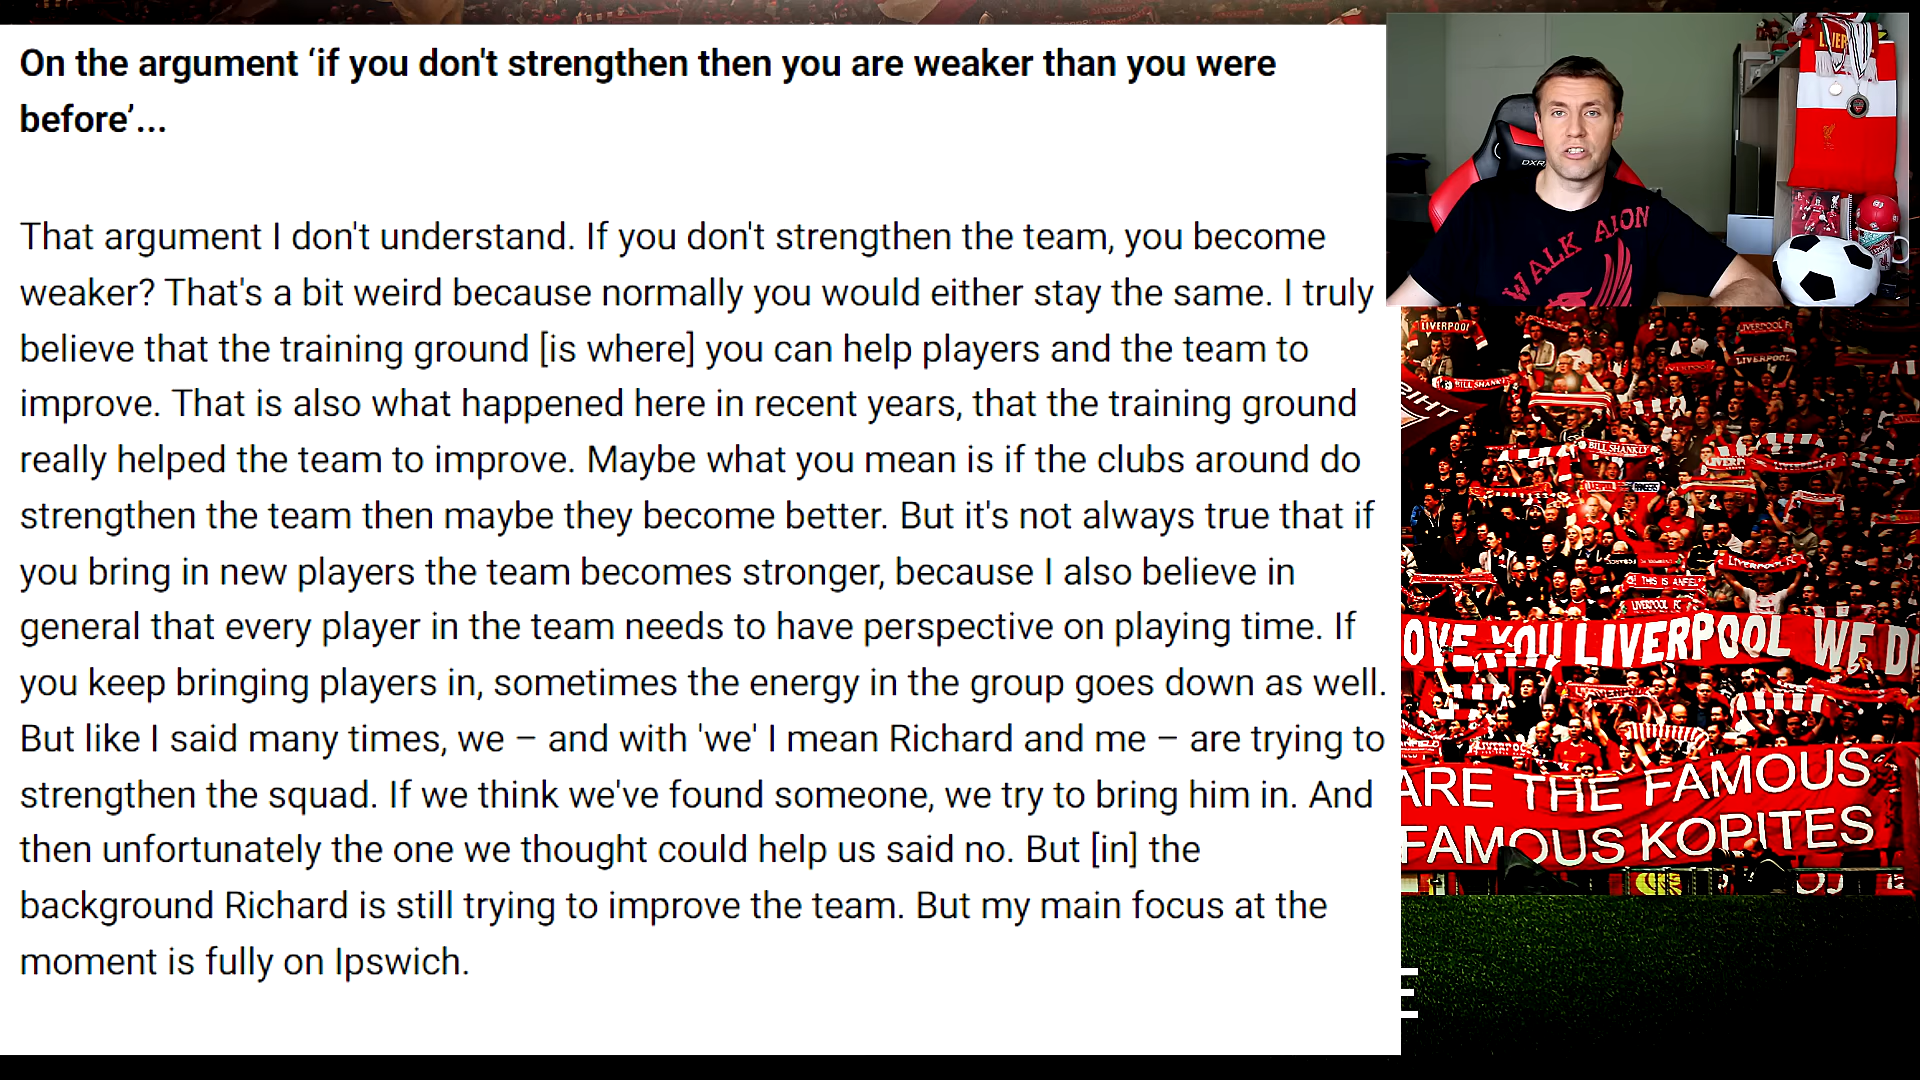 On the argument ‘if you don't strengthen then you are weaker than you were
before’...
That argument I don't understand. If you don't strengthen the team, you become
weaker? That's a bit weird because normally you would either stay the same. I truly
believe that the training ground [is where] you can help players and the team to
improve. That is also what happened here in recent years, that the training ground
really helped the team to improve. Maybe what you mean is if the clubs around do
strengthen the team then maybe they become better. But it's not always true that if
you bring in new players the team becomes stronger, because I also believe in
general that every player in the team needs to have perspective on playing time. If
you keep bringing players in, sometimes the energy in the group goes down as well.
But like I said many times, we – and with 'we' I mean Richard and me – are trying to
strengthen the squad. If we think we've found someone, we try to bring him in. And
then unfortunately the one we thought could help us said no. But [in] the
background Richard is still trying to improve the team. But my main focus at the
moment is fully on Ipswich.
WALK ALON
LIVERPOOL
LIVERPOOL
BILL SHANKLY
THIS IS ANFIELD
LIVERPOOL FC
OVE YOU LIVERPOOL WE D
ARE THE FAMOUS
FAMOUS KOPITES